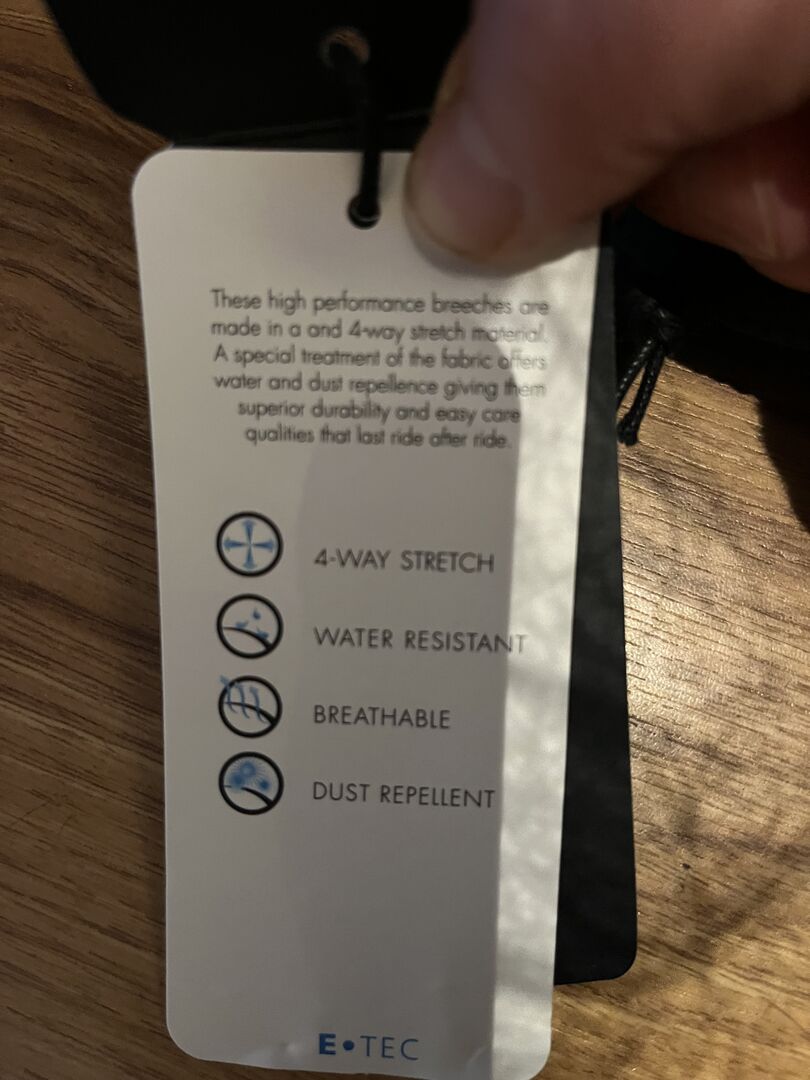 These high performance breeches are
made in a and 4-way stretch material.
A special treatment of the fabric offers
water and dust repellence giving them
superior durability and easy care
qualities that last ride after ride.
4-WAY STRETCH
WATER RESISTANT
BREATHABLE
DUST REPELLENT
E•TEC